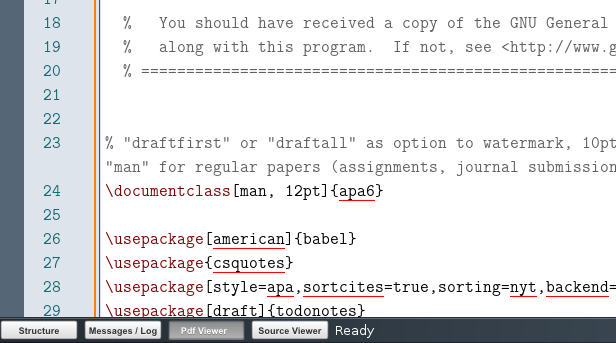 17
18 % You should have received a copy of the GNU General
19 % along with this program. If not, see <http://www.g
20 % =====================================================
21
22
23 % "draftfirst" or "draftall" as option to watermark, 10pt
"man" for regular papers (assignments, journal submission
24 \documentclass[man, 12pt]{apa6}
25
26 \usepackage[american]{babel}
27 \usepackage{csquotes}
28 \usepackage[style=apa,sortcites=true,sorting=nyt,backend=
29 \usepackage[draft]{todonotes}
Structure Messages / Log Pdf Viewer Source Viewer Ready